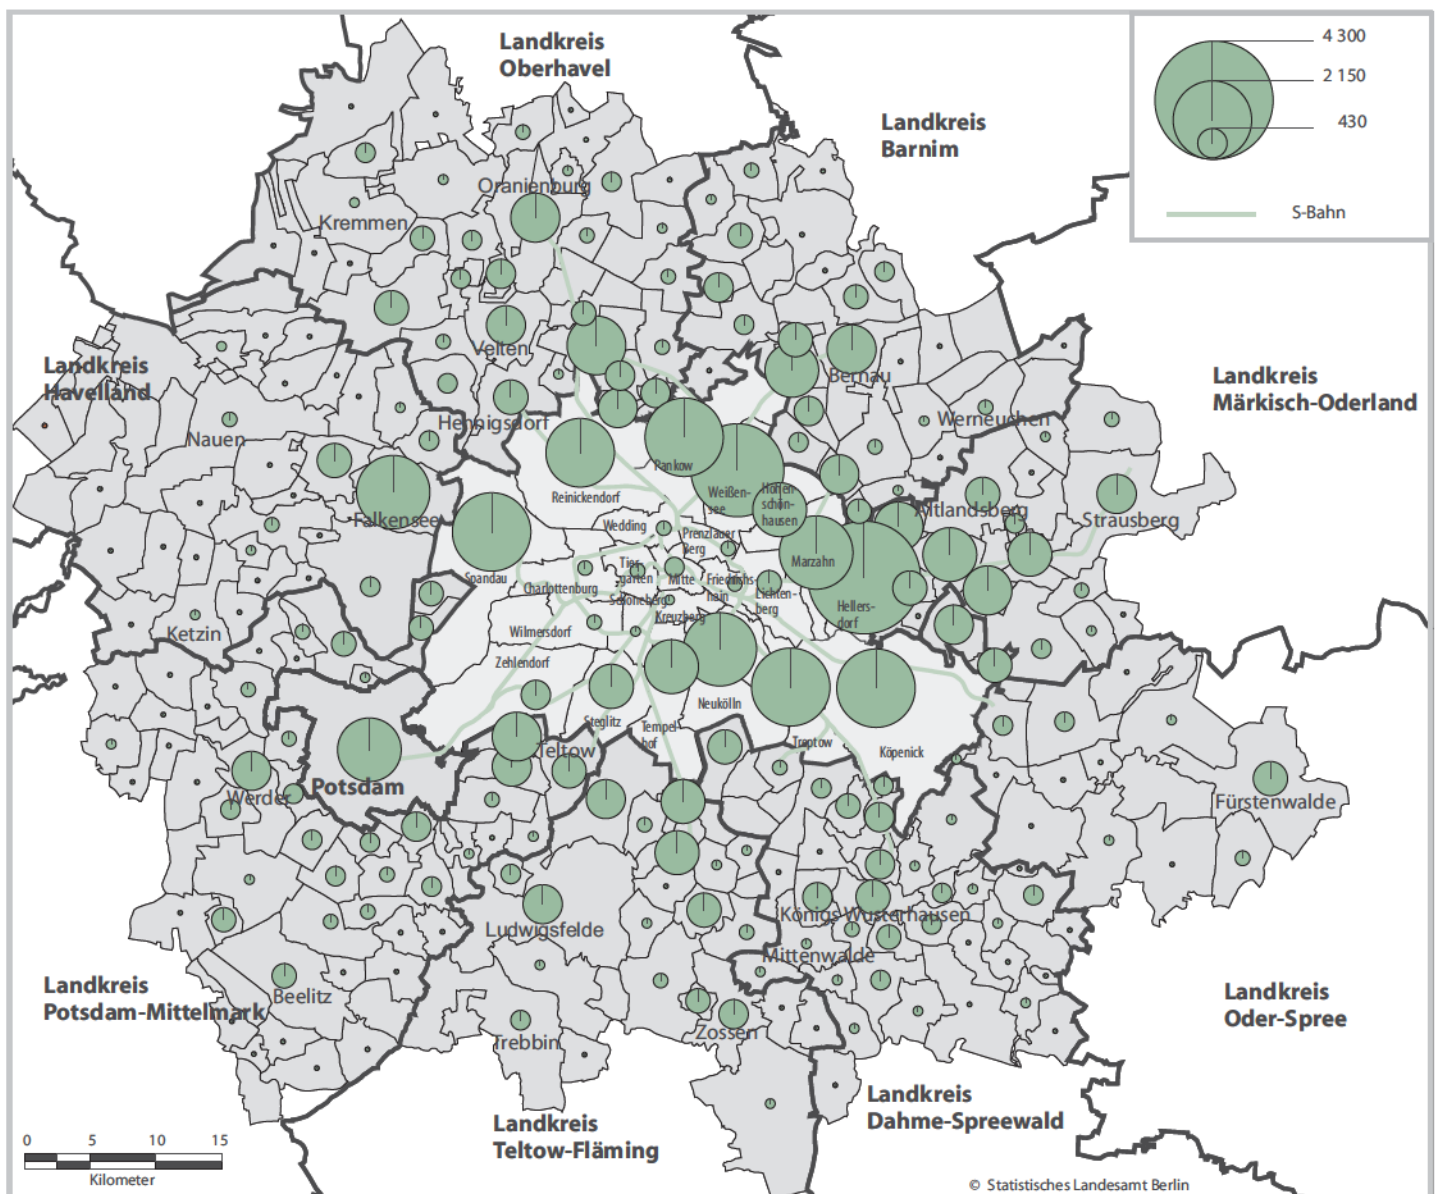 Landkreis
Oberhavel
4 300
2 150
430
S-Bahn
Landkreis
Barnim
Oranienburg
Kremmen
Velten
Landkreis
Havelland
Bernau
Landkreis
Märkisch-Oderland
Nauen
Hennigsdorf
Werneuchen
Pankow
Reinickendorf
Weißen-
see
Hohen-
schön-
hausen
Falkensee
Altlandsberg
Strausberg
Wedding
Prenzlauer
Berg
Marzahn
Spandau
Charlottenburg
Tier-
garten
Mitte
Friedrichs-
hain
Lichten-
berg
Schöneberg
Kreuzberg
Hellers-
dorf
Ketzin
Wilmersdorf
Zehlendorf
Steglitz
Tempel-
hof
Neukölln
Treptow
Köpenick
Teltow
Potsdam
Werder
Fürstenwalde
Ludwigsfelde
Königs Wusterhausen
Mittenwalde
Landkreis
Potsdam-Mittelmark
Beelitz
Trebbin
Zossen
Landkreis
Oder-Spree
Landkreis
Dahme-Spreewald
Landkreis
Teltow-Fläming
0 5 10 15
Kilometer
© Statistisches Landesamt Berlin